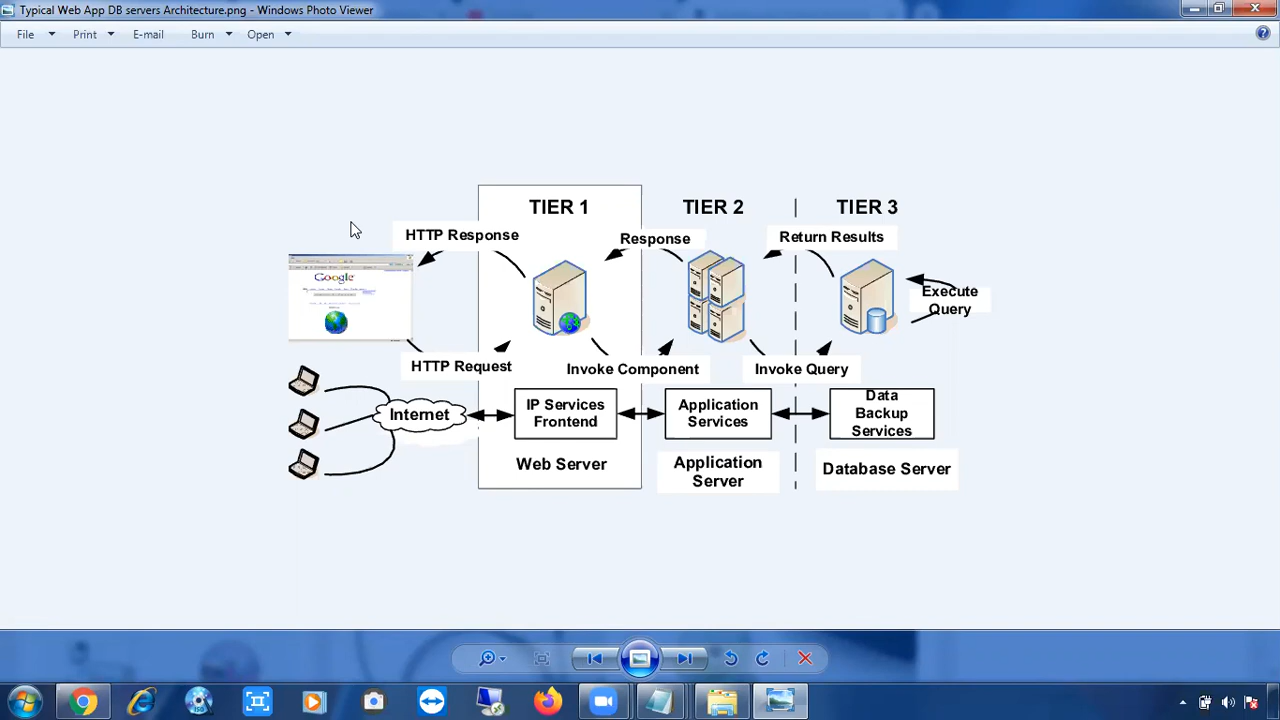 Typical Web App DB servers Architecture.png - Windows Photo Viewer
File Print E-mail Burn Open
TIER 1 TIER 2 TIER 3
HTTP Response
Response
Return Results
Google
Execute
Query
HTTP Request
Invoke Component
Invoke Query
Internet
IP Services
Frontend
Application
Services
Data
Backup
Services
Web Server
Application
Server
Database Server